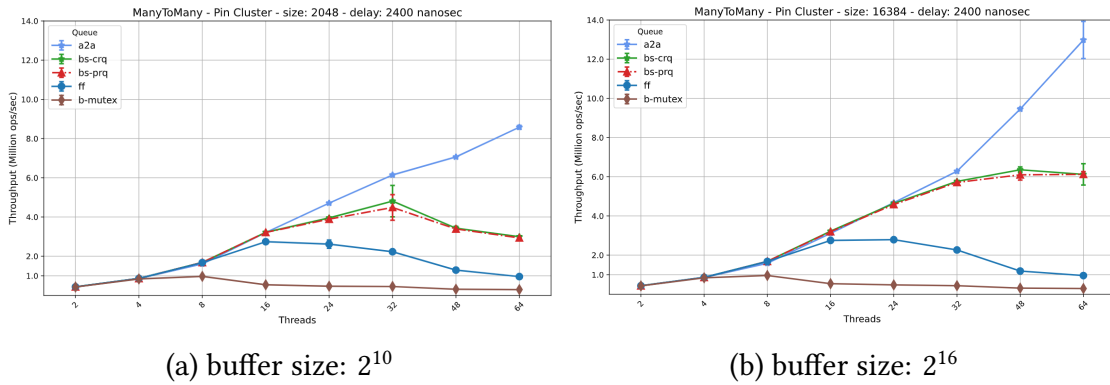 ManyToMany - Pin Cluster - size: 2048 - delay: 2400 nanosec
14.0
12.0
10.0
8.0
6.0
4.0
2.0
1.0
Throughput (Million ops/sec)
Queue
a2a
bs-crq
bs-prq
ff
b-mutex
2
4
8
16
24
32
48
64
Threads
(a) buffer size: 2¹⁰
ManyToMany - Pin Cluster - size: 16384 - delay: 2400 nanosec
14.0
12.0
10.0
8.0
6.0
4.0
2.0
1.0
Throughput (Million ops/sec)
Queue
a2a
bs-crq
bs-prq
ff
b-mutex
2
4
8
16
24
32
48
64
Threads
(b) buffer size: 2¹⁶